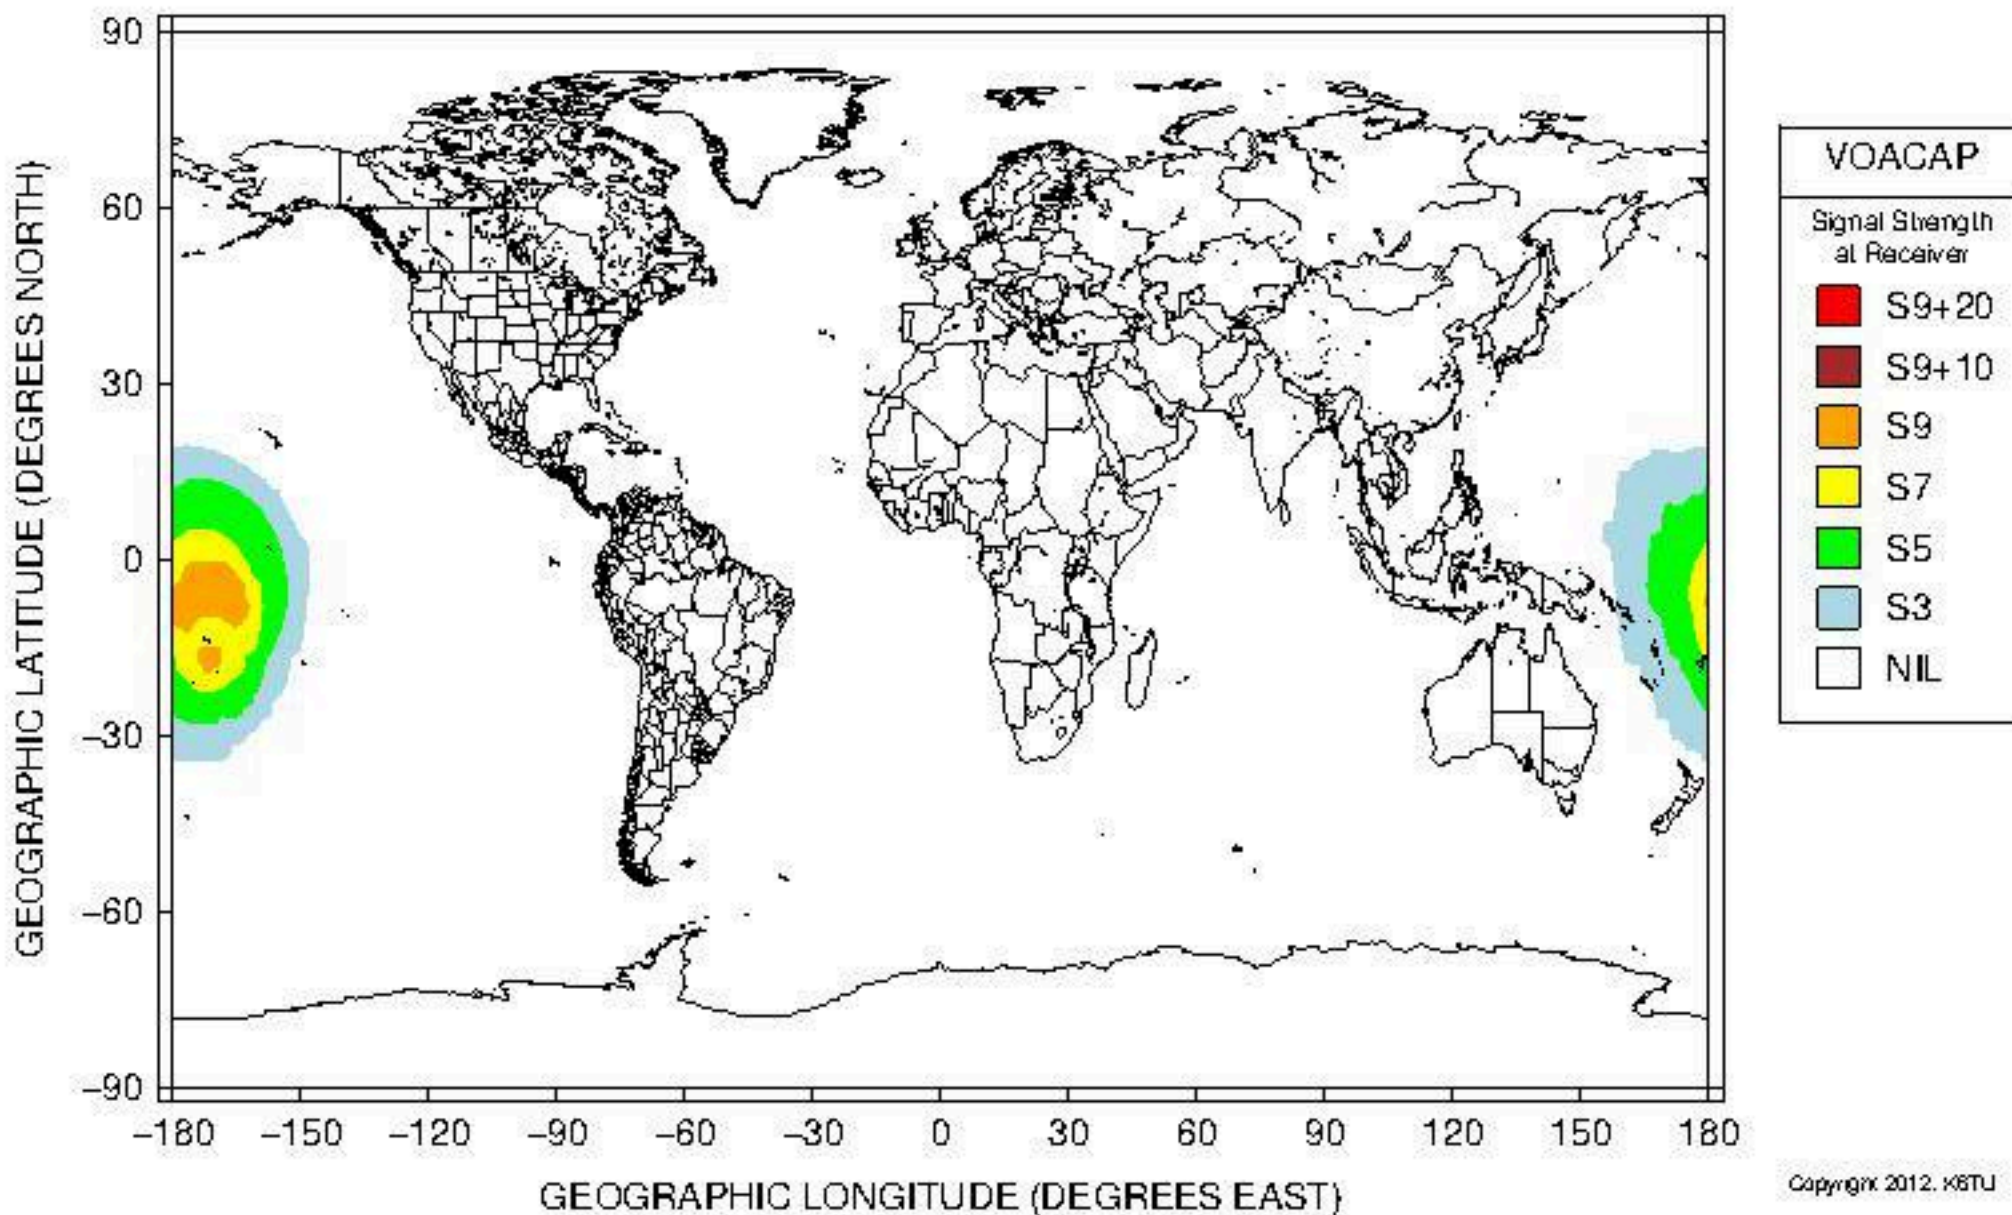 90
60
30
0
−30
−60
−90
GEOGRAPHIC LATITUDE (DEGREES NORTH)
−180 −150 −120 −90 −60 −30 0 30 60 90 120 150 180
GEOGRAPHIC LONGITUDE (DEGREES EAST)
VOACAP
Signal Strength
at Receiver
S9+20
S9+10
S9
S7
S5
S3
NIL
Copyright 2012, K6TU